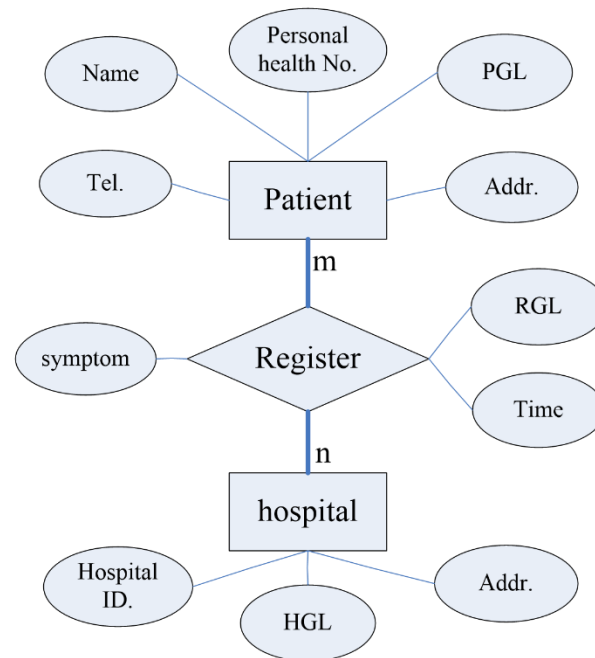 Personal
health No.
Name
PGL
Tel.
Patient
Addr.
m
RGL
symptom
Register
Time
n
hospital
Hospital
ID.
HGL
Addr.